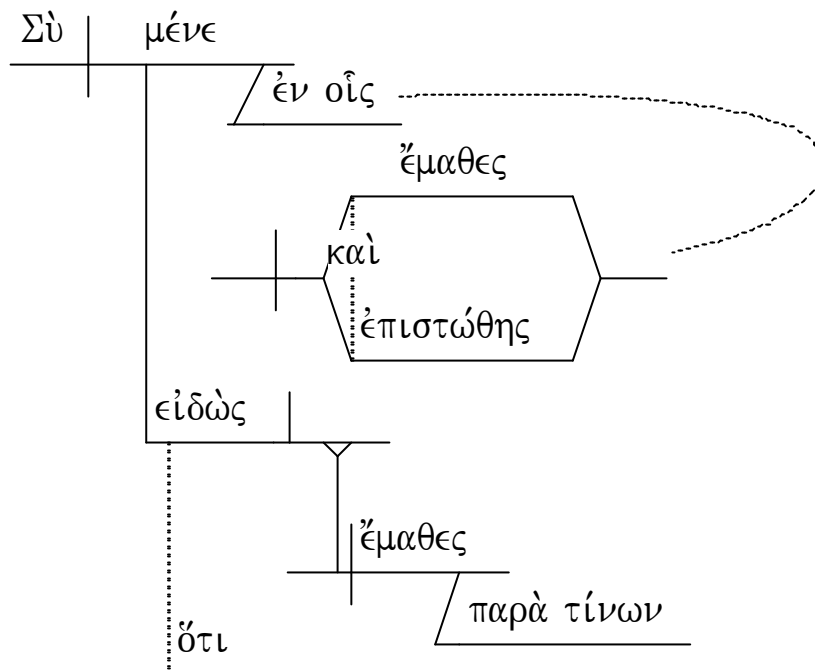 Σὺ μένε
ἐν οἷς
ἔμαθες
καὶ
ἐπιστώθης
εἰδὼς
ἔμαθες
παρὰ τίνων
ὅτι